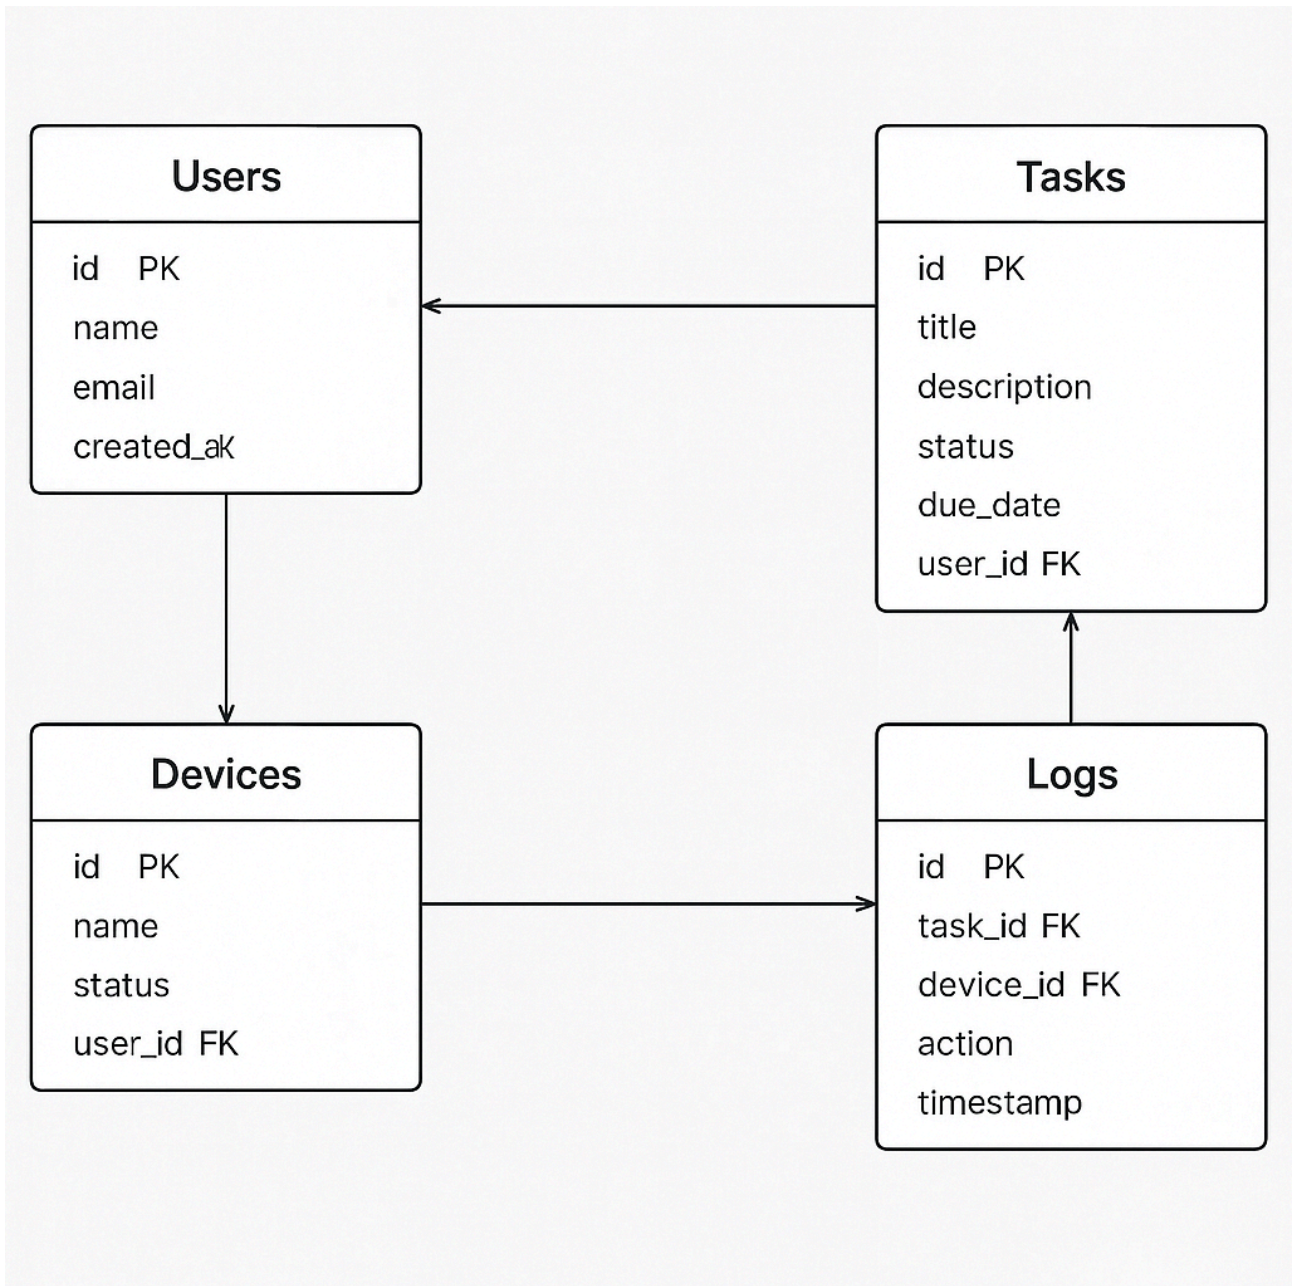 Users
id PK
name
email
created_aK
Tasks
id PK
title
description
status
due_date
user_id FK
Devices
id PK
name
status
user_id FK
Logs
id PK
task_id FK
device_id FK
action
timestamp